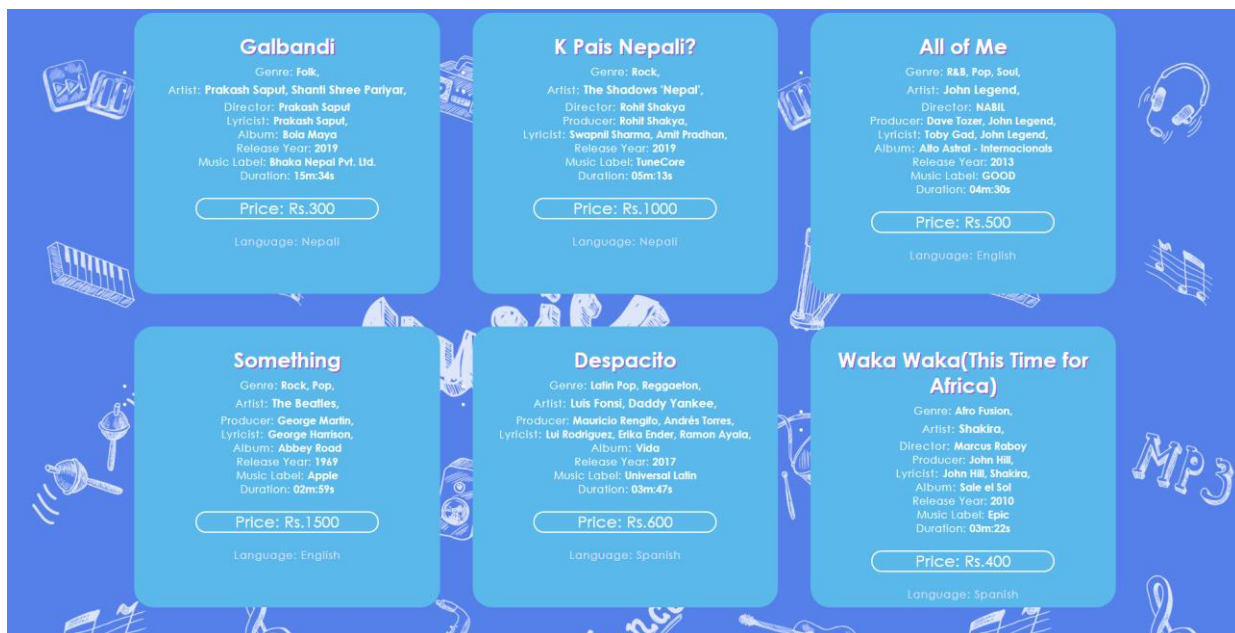 Galbandi
Genre: Folk,
Artist: Prakash Saput, Shanti Shree Pariyar,
Director: Prakash Saput
Lyricist: Prakash Saput,
Album: Bola Maya
Release Year: 2019
Music Label: Bhaka Nepal Pvt. Ltd.
Duration: 15m:34s
Price: Rs.300
Language: Nepali
K Pais Nepali?
Genre: Rock,
Artist: The Shadows 'Nepal',
Director: Rohit Shakya
Producer: Rohit Shakya,
Lyricist: Swapnil Sharma, Amit Pradhan,
Release Year: 2019
Music Label: TuneCore
Duration: 05m:13s
Price: Rs.1000
Language: Nepali
All of Me
Genre: R&B, Pop, Soul,
Artist: John Legend,
Director: NABIL
Producer: Dave Tozer, John Legend,
Lyricist: Toby Gad, John Legend,
Album: Alto Astral - Internacionals
Release Year: 2013
Music Label: GOOD
Duration: 04m:30s
Price: Rs.500
Language: English
Something
Genre: Rock, Pop,
Artist: The Beatles,
Producer: George Martin,
Lyricist: George Harrison,
Album: Abbey Road
Release Year: 1969
Music Label: Apple
Duration: 02m:59s
Price: Rs.1500
Language: English
Despacito
Genre: Latin Pop, Reggaeton,
Artist: Luis Fonsi, Daddy Yankee,
Producer: Mauricio Rengifo, Andrés Torres,
Lyricist: Lui Rodriguez, Erika Ender, Ramon Ayala,
Album: Vida
Release Year: 2017
Music Label: Universal Latin
Duration: 03m:47s
Price: Rs.600
Language: Spanish
Waka Waka(This Time for
Africa)
Genre: Afro Fusion,
Artist: Shakira,
Director: Marcus Raboy
Producer: John Hill,
Lyricist: John Hill, Shakira,
Album: Sale el Sol
Release Year: 2010
Music Label: Epic
Duration: 03m:22s
Price: Rs.400
Language: Spanish
MP3